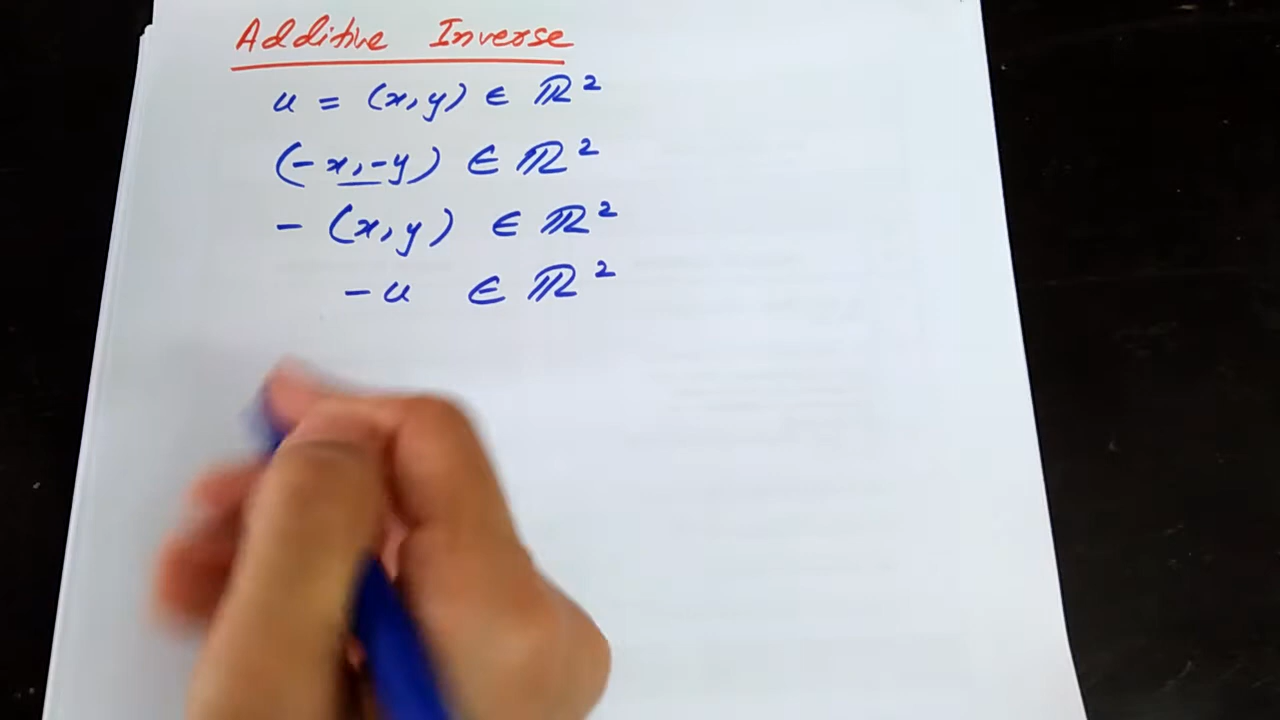 Additive Inverse
u = (x, y) ∈ ℝ²
(-x, -y) ∈ ℝ²
- (x, y) ∈ ℝ²
-u ∈ ℝ²